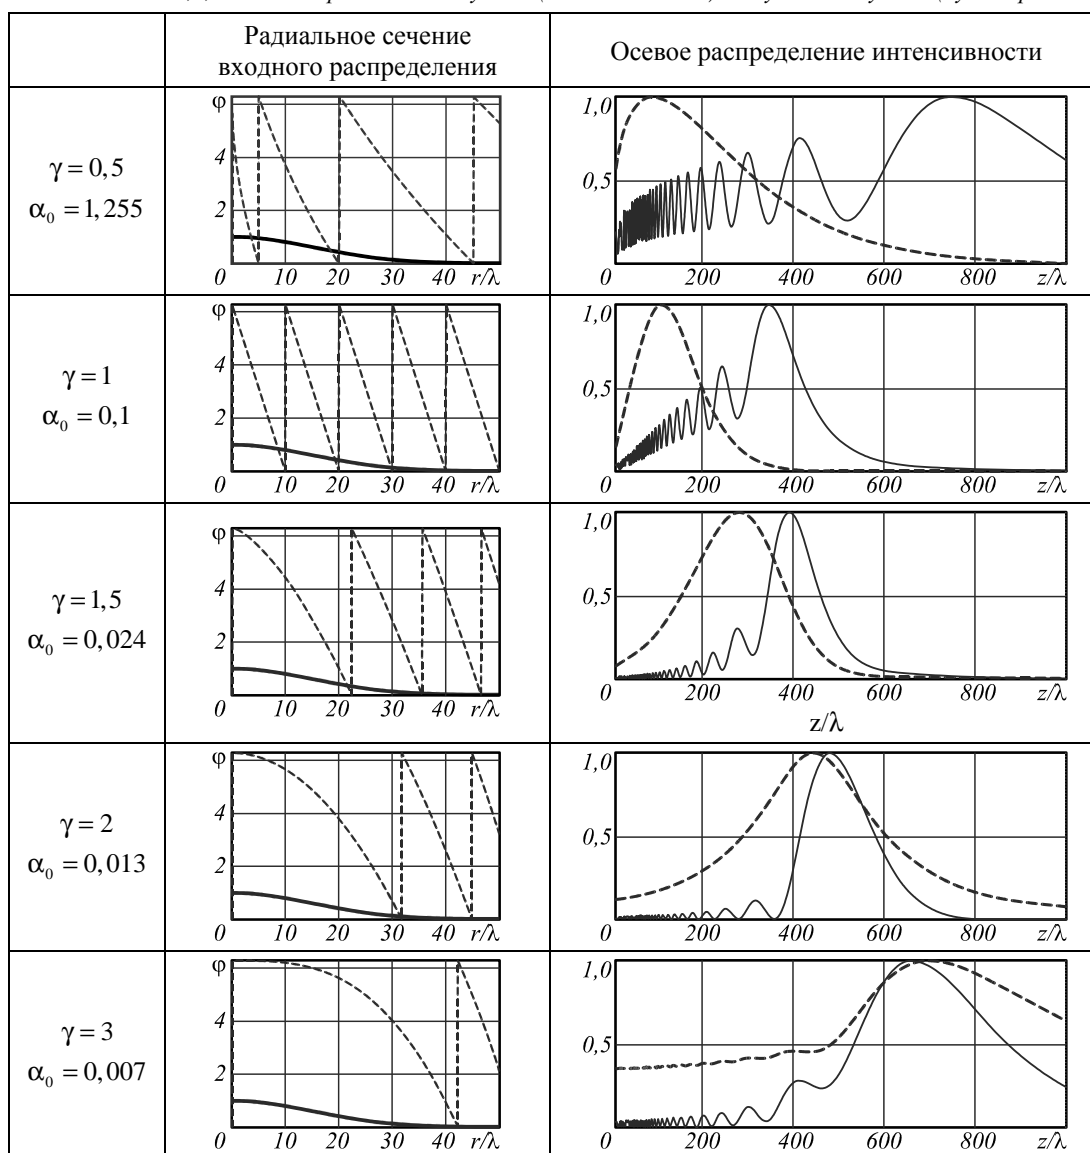 Радиальное сечение
входного распределения
Осевое распределение интенсивности
γ = 0,5
α₀ = 1,255
φ
4
2
0 10 20 30 40 r/λ
1,0
0,5
0 200 400 600 800 z/λ
γ = 1
α₀ = 0,1
φ
4
2
0 10 20 30 40 r/λ
1,0
0,5
0 200 400 600 800 z/λ
γ = 1,5
α₀ = 0,024
φ
4
2
0 10 20 30 40 r/λ
1,0
0,5
0 200 400 600 800 z/λ
z/λ
γ = 2
α₀ = 0,013
φ
4
2
0 10 20 30 40 r/λ
1,0
0,5
0 200 400 600 800 z/λ
γ = 3
α₀ = 0,007
φ
4
2
0 10 20 30 40 r/λ
1,0
0,5
0 200 400 600 800 z/λ